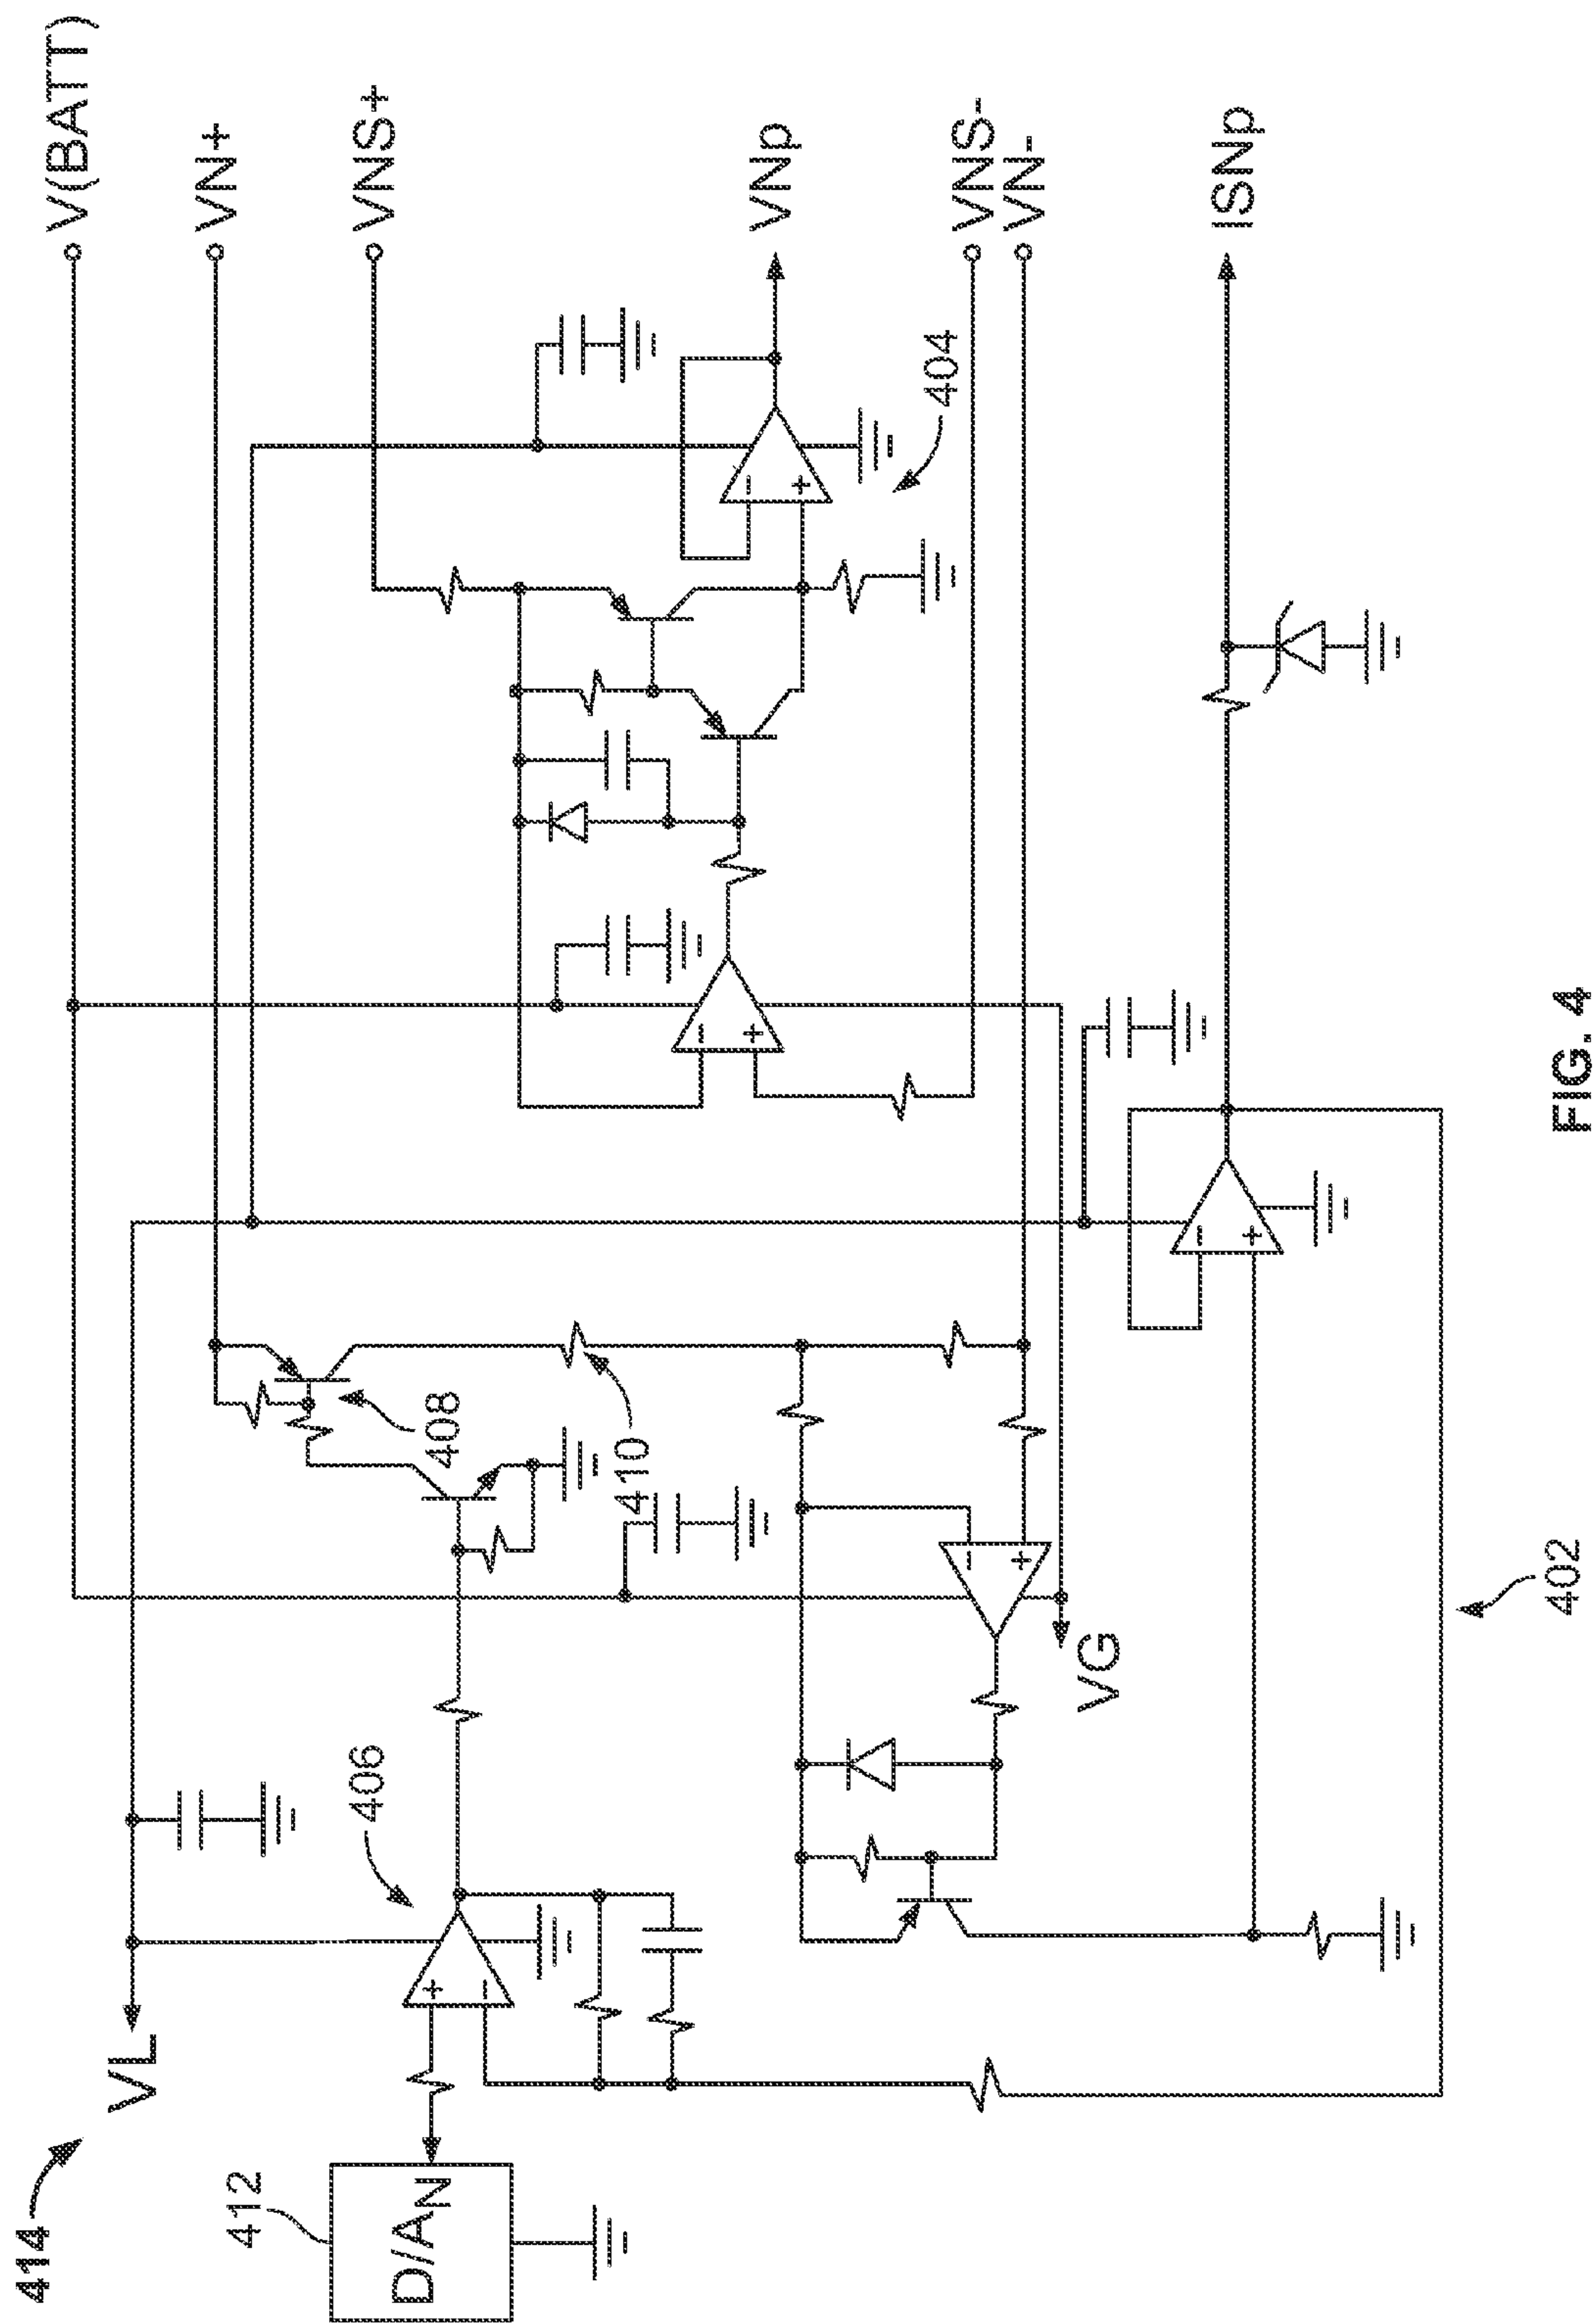 414
VL
412
D/AN
406
408
410
V(BATT)
VN+
VNS+
VNp
404
VNS-
VN-
ISNp
VG
402
FIG. 4